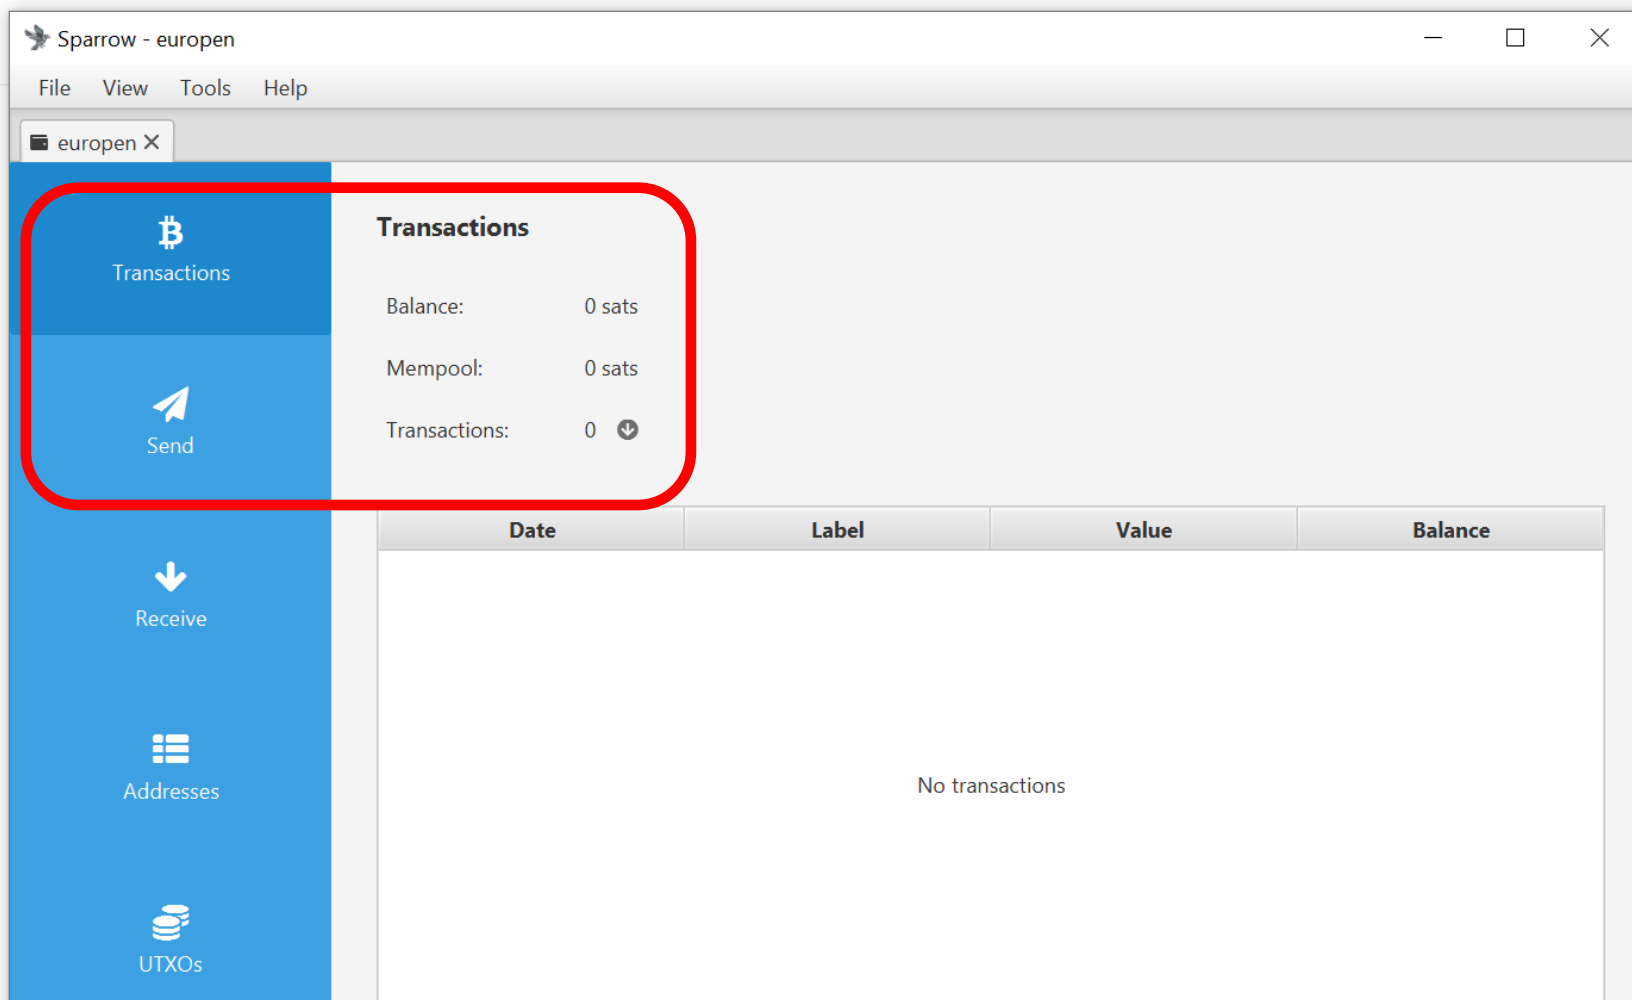 Sparrow - europen
File View Tools Help
europen
Transactions
Send
Receive
Addresses
UTXOs
Transactions
Balance: 0 sats
Mempool: 0 sats
Transactions: 0
Date Label Value Balance
No transactions